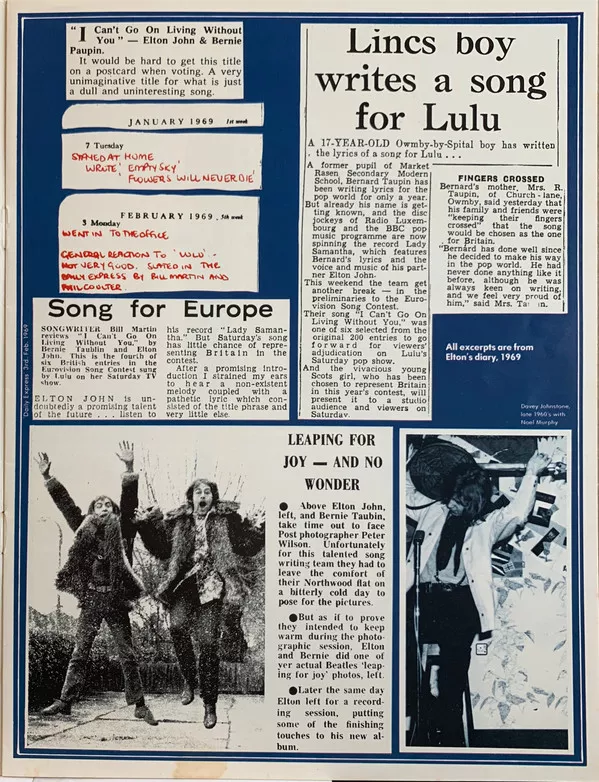 "I Can't Go On Living Without
You" — Elton John & Bernie
Paupin.
It would be hard to get this title
on a postcard when voting. A very
unimaginative title for what is just
a dull and uninteresting song.
JANUARY 1969 1st week
7 Tuesday
STAYED AT HOME
WROTE 'EMPTY SKY'
'FLOWERS WILL NEVER DIE'
FEBRUARY 1969, 5th week
3 Monday
WENT IN TO THE OFFICE
GENERAL REACTION TO 'LULU' -
NOT VERY GOOD, SLATED IN THE
DAILY EXPRESS BY BILL MARTIN AND
PHIL COULTER.
Song for Europe
SONGWRITER Bill Martin
reviews "I Can't Go On
Living Without You," by
Bernie Taublin and Elton
John. This is the fourth of
six British entries in the
Eurovision Song Contest sung
by Lulu on her Saturday TV
show.
ELTON JOHN is un-
doubtedly a promising talent
of the future . . . listen to
his record "Lady Saman-
tha." But Saturday's song
has little chance of repre-
senting Britain in the
contest.
After a promising intro-
duction I strained my ears
to hear a non-existent
melody coupled with a
pathetic lyric which con-
sisted of the title phrase and
very little else.
Daily Express 3rd. Feb. 1969
Lincs boy
writes a song
for Lulu
A 17-YEAR-OLD Owmby-by-Spital boy has written
the lyrics of a song for Lulu . . .
A former pupil of Market
Rasen Secondary Modern
School, Bernard Taupin has
been writing lyrics for the
pop world for only a year.
But already his name is get-
ting known, and the disc
jockeys of Radio Luxem-
bourg and the BBC pop
music programme are now
spinning the record Lady
Samantha, which features
Bernard's lyrics and the
voice and music of his part-
ner Elton John.
This weekend the team get
another break — in the
preliminaries to the Euro-
vision Song Contest.
Their song "I Can't Go On
Living Without You," was
one of six selected from the
original 200 entries to go
forward for viewers'
adjudication on Lulu's
Saturday pop show.
And the vivacious young
Scots girl, who has been
chosen to represent Britain
in this year's contest, will
present it to a studio
audience and viewers on
Saturday.
FINGERS CROSSED
Bernard's mother, Mrs. R.
Taupin, of Church-lane,
Owmby, said yesterday that
his family and friends were
"keeping their fingers
crossed" that the song
would be chosen as the one
for Britain.
"Bernard has done well since
he decided to make his way
in the pop world. He had
never done anything like it
before, although he was
always keen on writing,
and we feel very proud of
him," said Mrs.
All excerpts are from
Elton's diary, 1969
Davey Johnstone,
late 1960's with
Noel Murphy
LEAPING FOR
JOY — AND NO
WONDER
● Above Elton John,
left, and Bernie Taubin,
take time out to face
Post photographer Peter
Wilson. Unfortunately
for this talented song
writing team they had to
leave the comfort of
their Northwood flat on
a bitterly cold day to
pose for the pictures.
●But as if to prove
they intended to keep
warm during the photo-
graphic session, Elton
and Bernie did one of
yer actual Beatles 'leap-
ing for joy' photos, left.
●Later the same day
Elton left for a record-
ing session, putting
some of the finishing
touches to his new al-
bum.